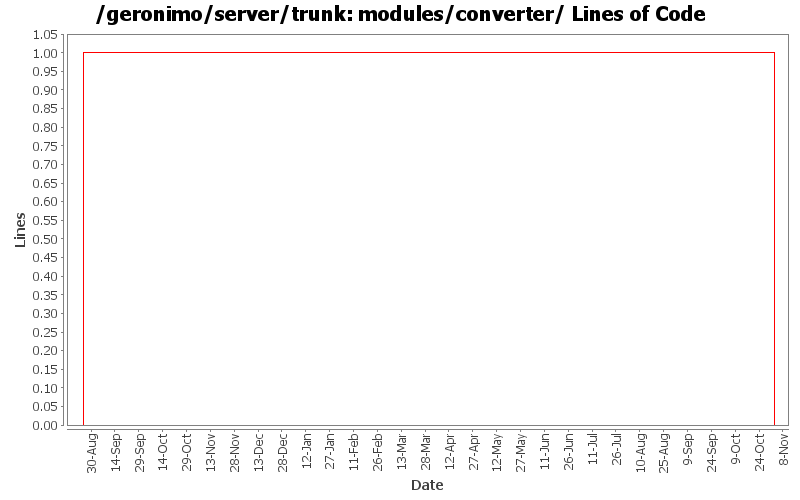 /geronimo/server/trunk: modules/converter/ Lines of Code
1.05
1.00
0.95
0.90
0.85
0.80
0.75
0.70
0.65
0.60
0.55
0.50
0.45
0.40
0.35
0.30
0.25
0.20
0.15
0.10
0.05
0.00
Lines
30-Aug
14-Sep
29-Sep
14-Oct
29-Oct
13-Nov
28-Nov
13-Dec
28-Dec
12-Jan
27-Jan
11-Feb
26-Feb
13-Mar
28-Mar
12-Apr
27-Apr
12-May
27-May
11-Jun
26-Jun
11-Jul
26-Jul
10-Aug
25-Aug
9-Sep
24-Sep
9-Oct
24-Oct
8-Nov
Date